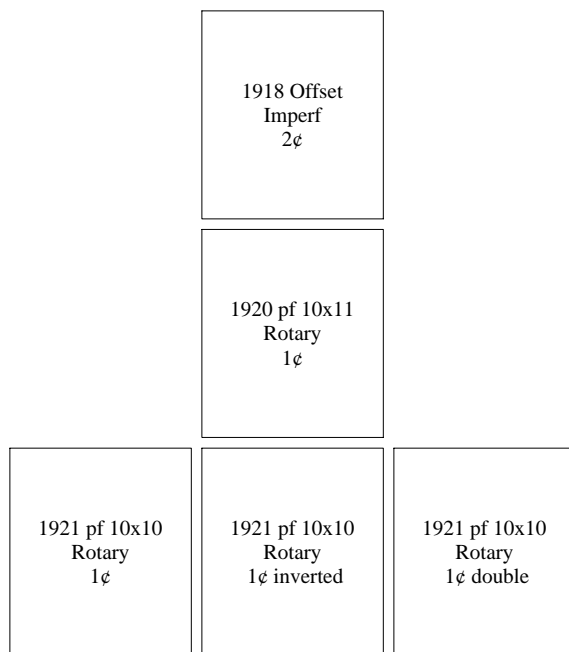 1918 Offset
Imperf
2¢
1920 pf 10x11
Rotary
1¢
1921 pf 10x10
Rotary
1¢
1921 pf 10x10
Rotary
1¢ inverted
1921 pf 10x10
Rotary
1¢ double